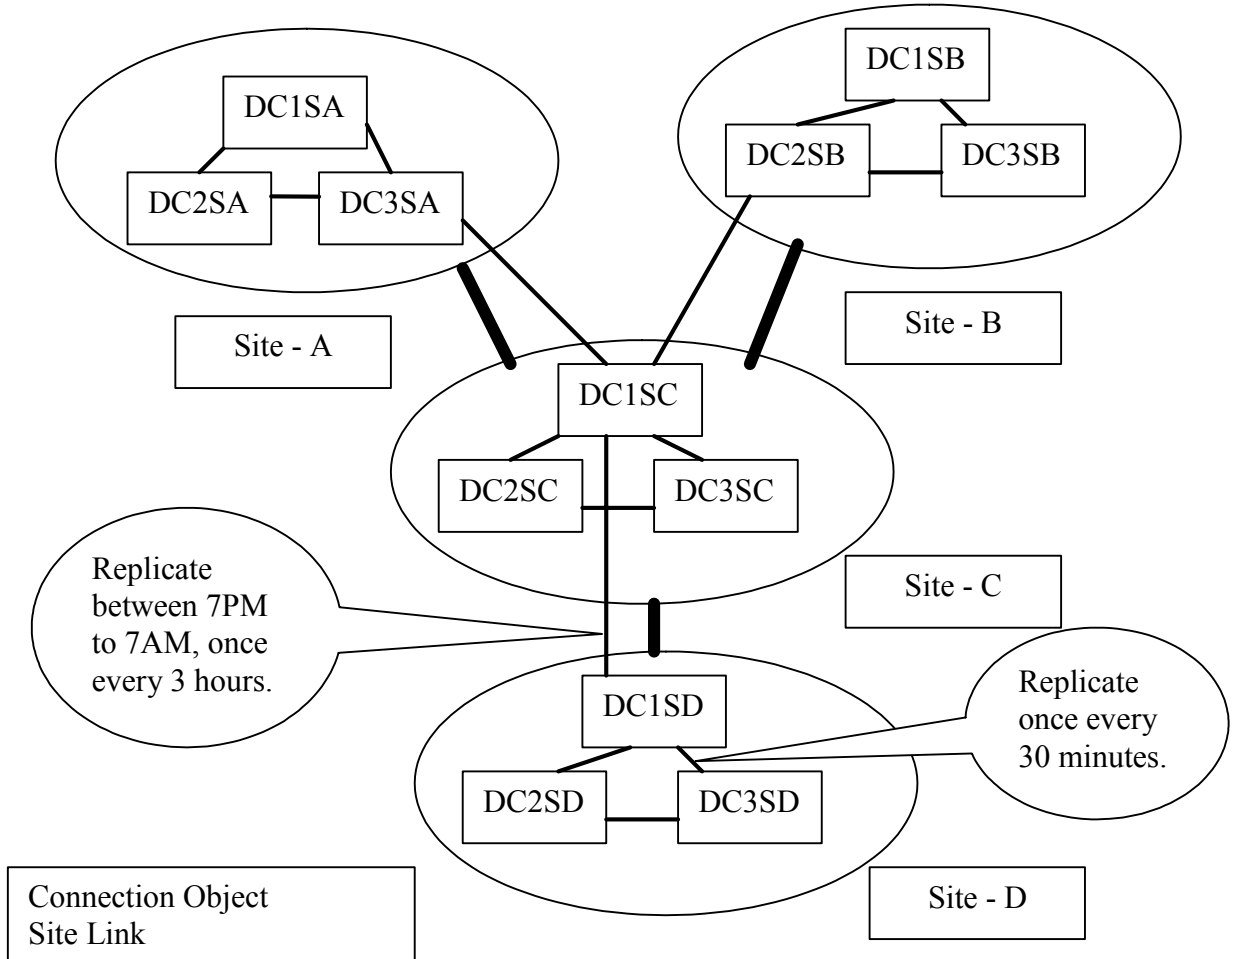 DC1SB
DC1SA
DC2SB
DC3SB
DC2SA
DC3SA
Site - A
Site - B
DC1SC
DC2SC
DC3SC
Replicate
between 7PM
to 7AM, once
every 3 hours.
Site - C
DC1SD
Replicate
once every
30 minutes.
DC2SD
DC3SD
Connection Object
Site Link
Site - D